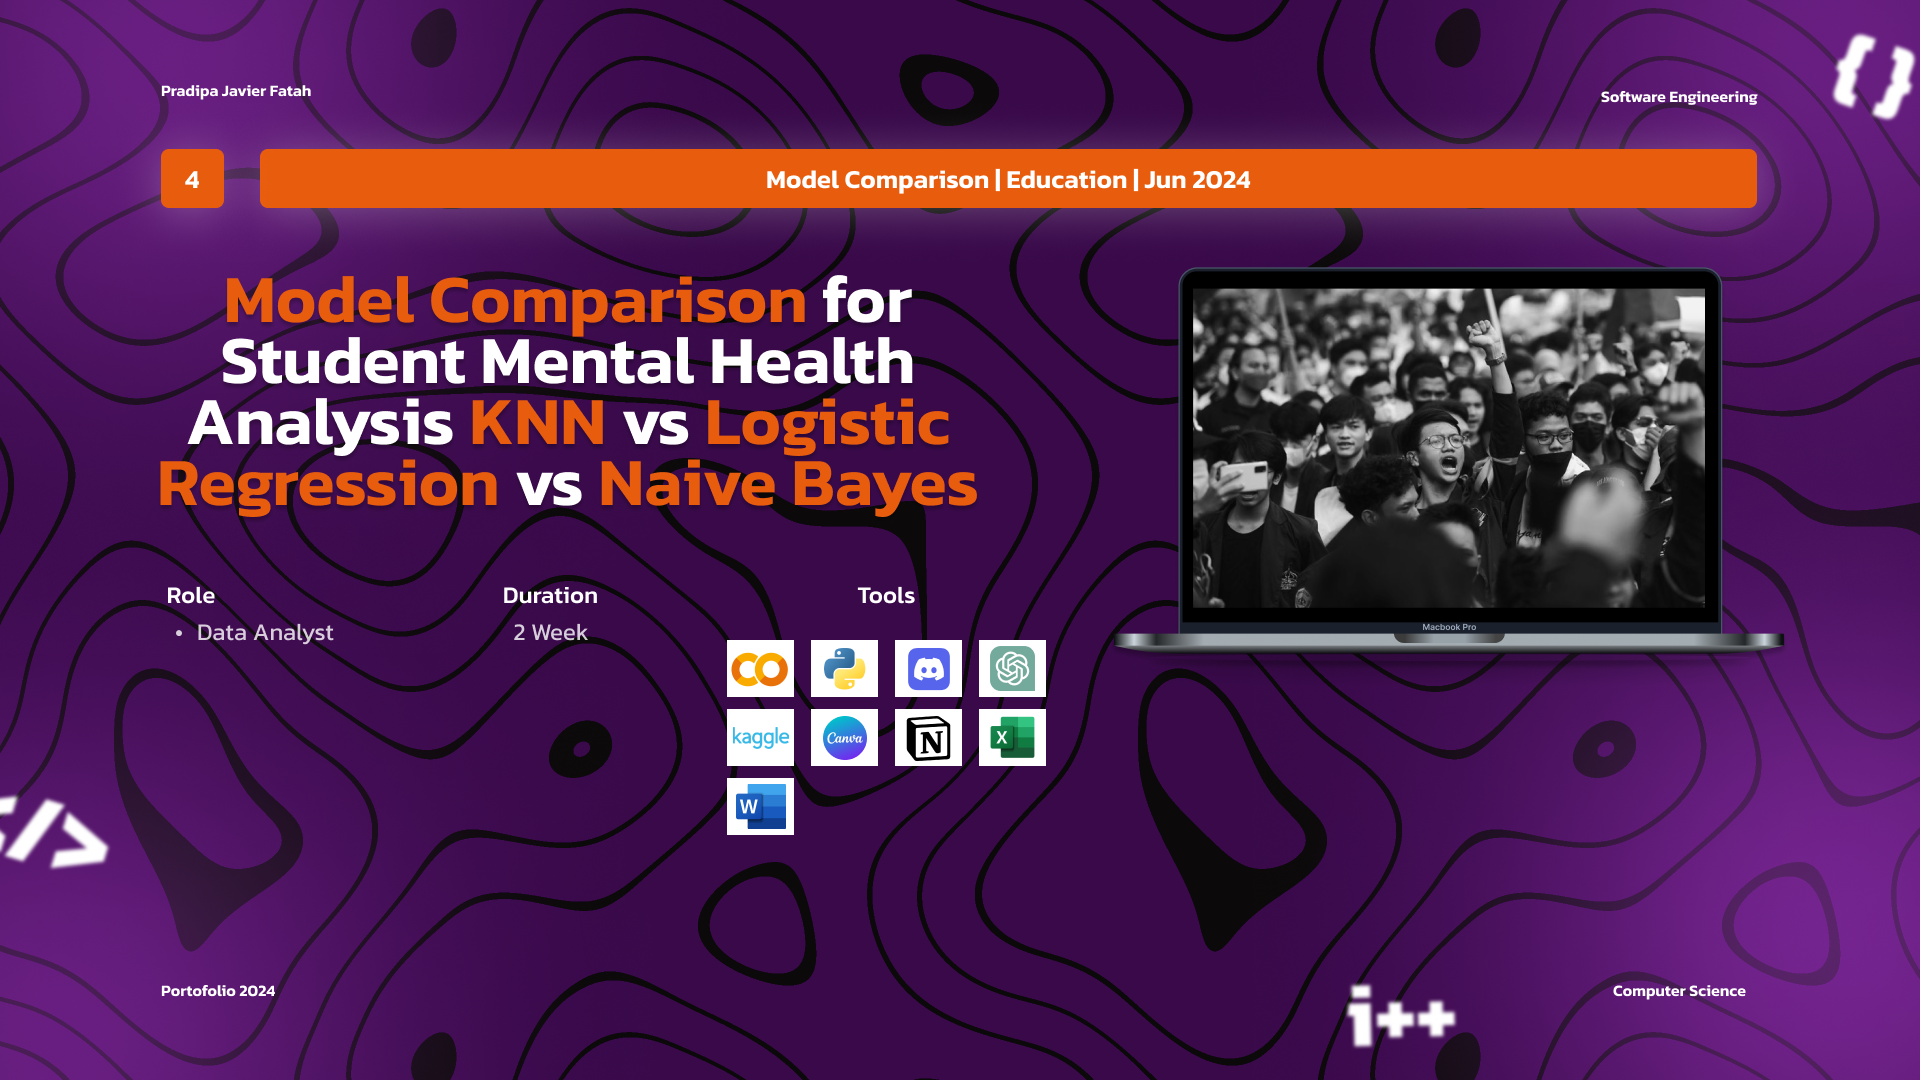 Pradipa Javier Fatah
Software Engineering
{ }
4
Model Comparison | Education | Jun 2024
Model Comparison for
Student Mental Health
Analysis KNN vs Logistic
Regression vs Naive Bayes
Role
• Data Analyst
Duration
2 Week
Tools
kaggle
Canva
N
X
W
Macbook Pro
</>
i++
Portofolio 2024
Computer Science